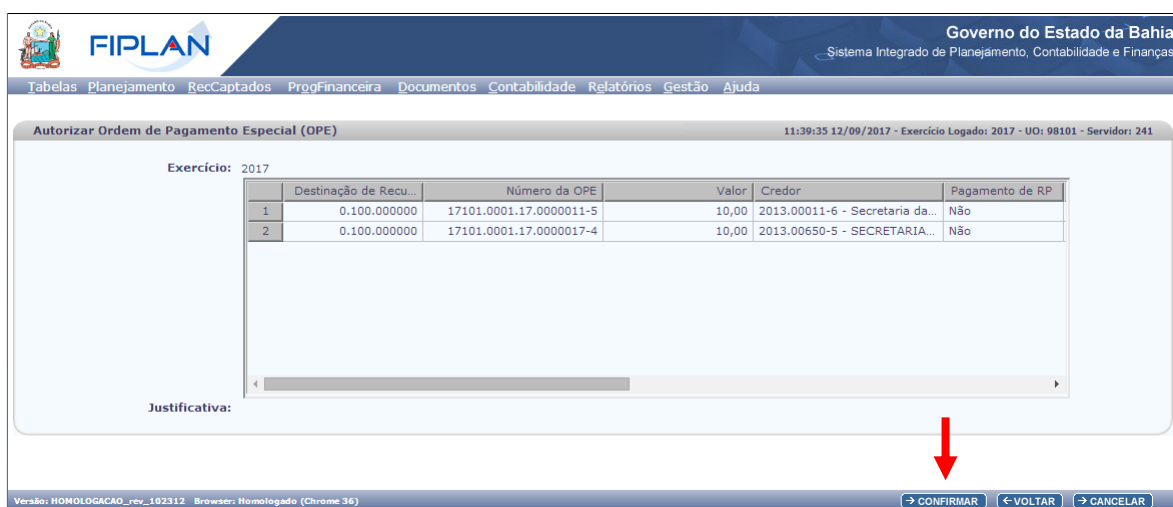 FIPLAN
Governo do Estado da Bahia
Sistema Integrado de Planejamento, Contabilidade e Finanças
Tabelas Planejamento RecCaptados ProgFinanceira Documentos Contabilidade Relatórios Gestão Ajuda
Autorizar Ordem de Pagamento Especial (OPE) 11:39:35 12/09/2017 - Exercício Logado: 2017 - UO: 98101 - Servidor: 241
Exercício: 2017
Destinação de Recu... Número da OPE Valor Credor Pagamento de RP
1 0.100.000000 17101.0001.17.0000011-5 10,00 2013.00011-6 - Secretaria da... Não
2 0.100.000000 17101.0001.17.0000017-4 10,00 2013.00650-5 - SECRETARIA... Não
Justificativa:
Versão: HOMOLOGACAO_rev_102312 Browser: Homologado (Chrome 36) CONFIRMAR VOLTAR CANCELAR